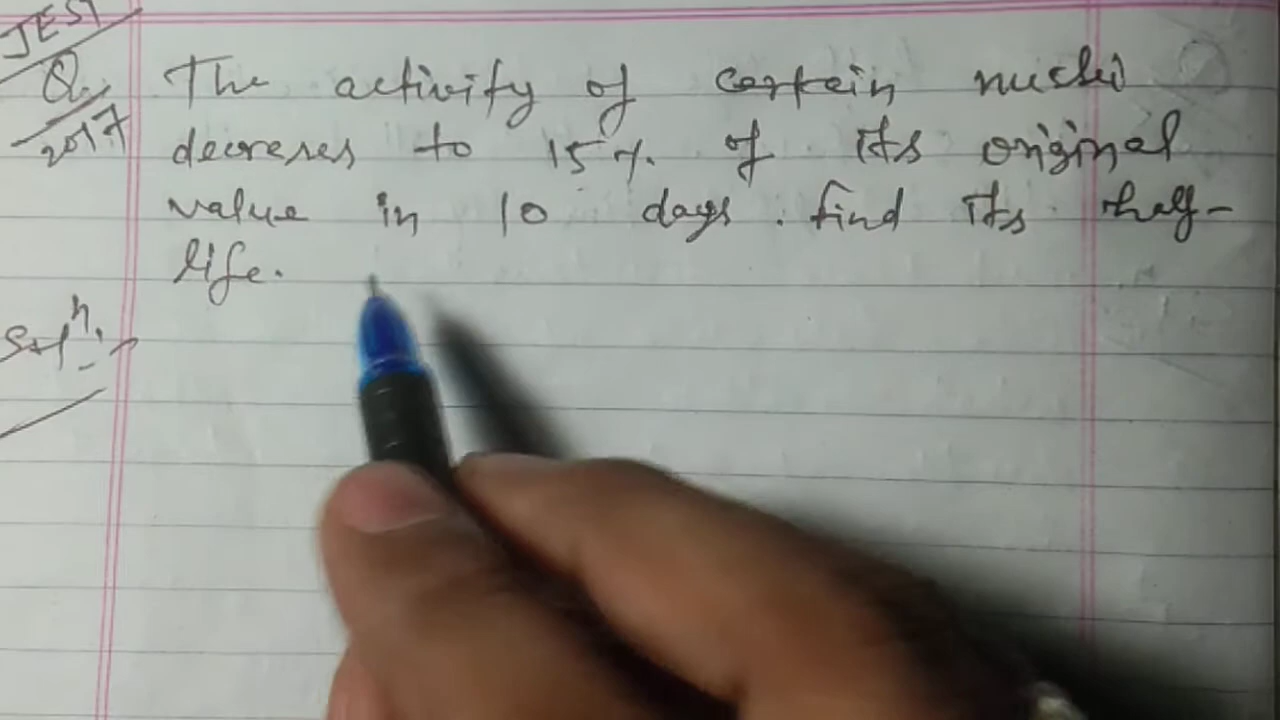 JEST
Q.
2017
The activity of certain nuclei
decreses to 15% of its original
value in 10 days. find its half-
life.
Solⁿ:-